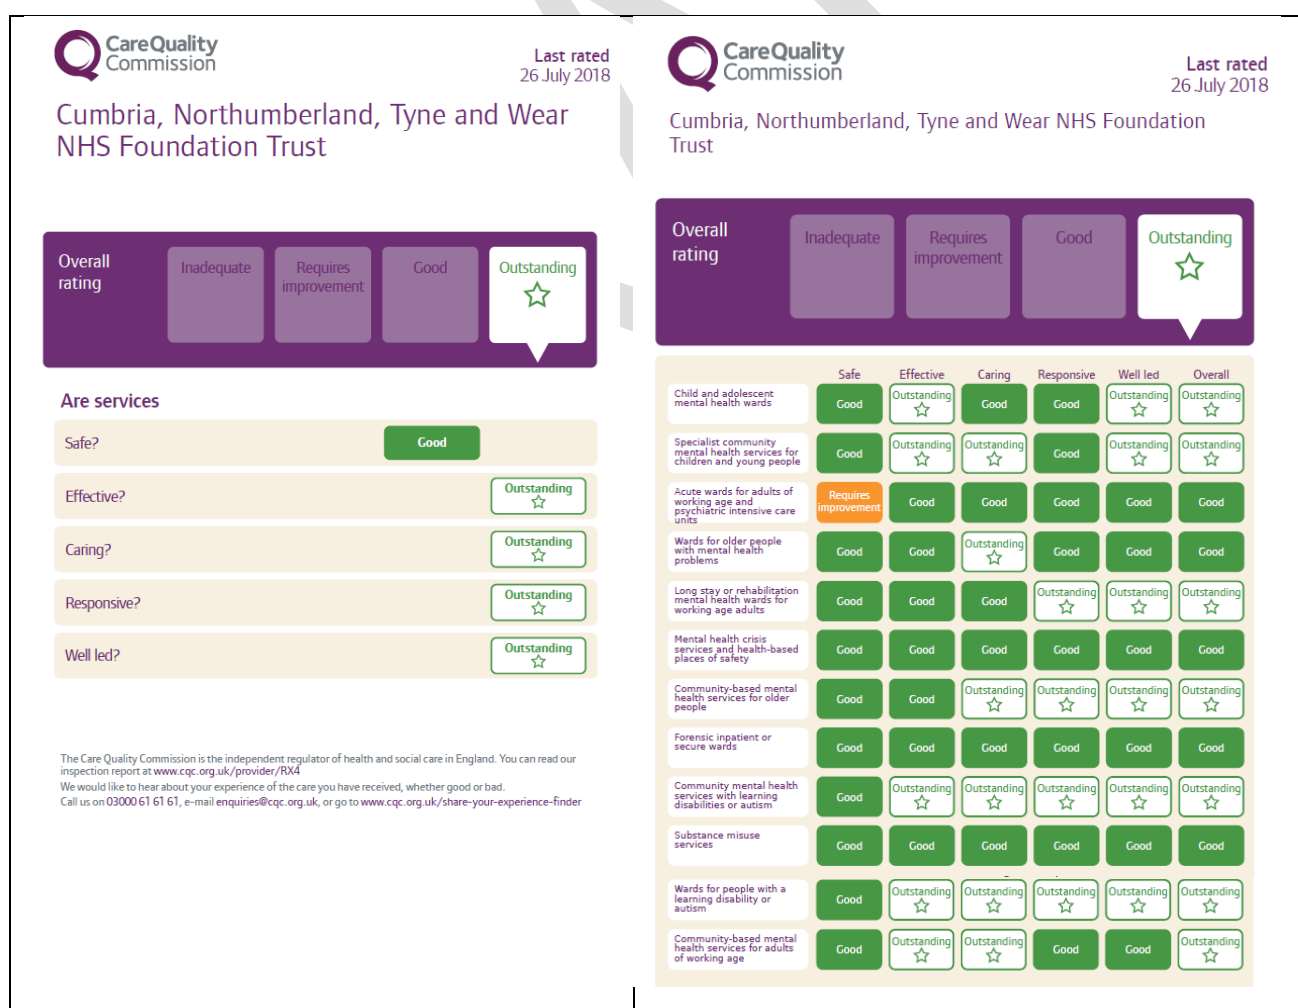 CareQuality
Commission
Last rated
26 July 2018
Cumbria, Northumberland, Tyne and Wear
NHS Foundation Trust
Overall
rating
Inadequate
Requires
improvement
Good
Outstanding
Are services
Safe?
Good
Effective?
Outstanding
Caring?
Outstanding
Responsive?
Outstanding
Well led?
Outstanding
The Care Quality Commission is the independent regulator of health and social care in England. You can read our
inspection report at www.cqc.org.uk/provider/RX4
We would like to hear about your experience of the care you have received, whether good or bad.
Call us on 03000 61 61 61, e-mail enquiries@cqc.org.uk, or go to www.cqc.org.uk/share-your-experience-finder
CareQuality
Commission
Last rated
26 July 2018
Cumbria, Northumberland, Tyne and Wear NHS Foundation
Trust
Overall
rating
Inadequate
Requires
improvement
Good
Outstanding
Safe Effective Caring Responsive Well led Overall
Child and adolescent
mental health wards
Good Outstanding Good Good Outstanding Outstanding
Specialist community
mental health services for
children and young people
Good Outstanding Outstanding Good Outstanding Outstanding
Acute wards for adults of
working age and
psychiatric intensive care
units
Requires
improvement
Good Good Good Good Good
Wards for older people
with mental health
problems
Good Good Outstanding Good Good Good
Long stay or rehabilitation
mental health wards for
working age adults
Good Good Good Outstanding Outstanding Outstanding
Mental health crisis
services and health-based
places of safety
Good Good Good Good Good Good
Community-based mental
health services for older
people
Good Good Outstanding Outstanding Outstanding Outstanding
Forensic inpatient or
secure wards
Good Good Good Good Good Good
Community mental health
services with learning
disabilities or autism
Good Outstanding Outstanding Outstanding Outstanding Outstanding
Substance misuse
services
Good Good Good Good Good Good
Wards for people with a
learning disability or
autism
Good Outstanding Outstanding Outstanding Outstanding Outstanding
Community-based mental
health services for adults
of working age
Good Outstanding Outstanding Good Good Outstanding